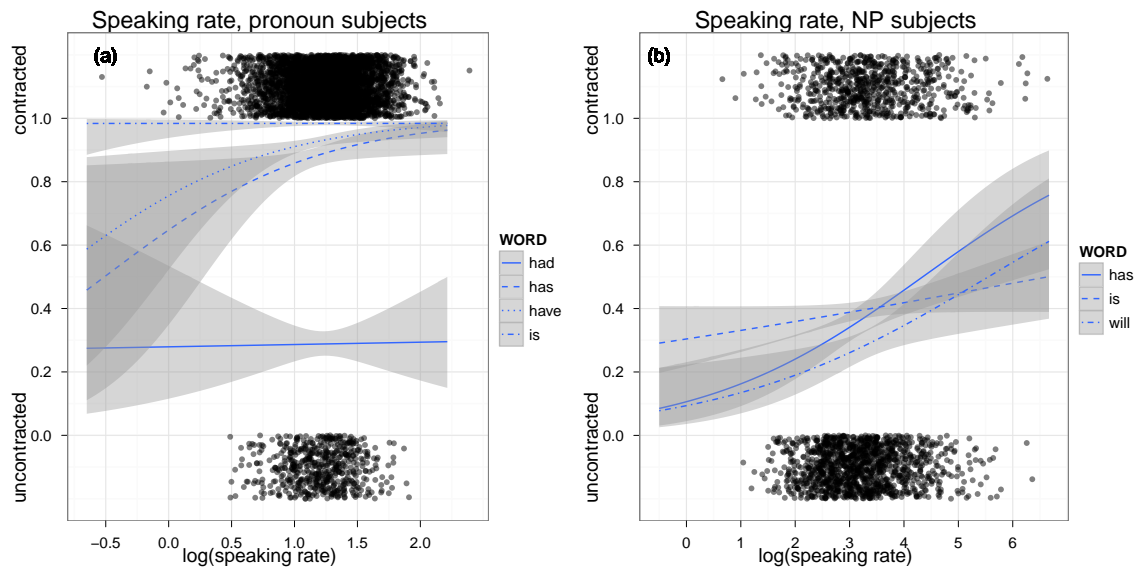 Speaking rate, pronoun subjects
(a)
contracted
1.0
0.8
0.6
0.4
0.2
0.0
uncontracted
−0.5 0.0 0.5 1.0 1.5 2.0
log(speaking rate)
WORD
had
has
have
is
Speaking rate, NP subjects
(b)
contracted
1.0
0.8
0.6
0.4
0.2
0.0
uncontracted
0 1 2 3 4 5 6
log(speaking rate)
WORD
has
is
will